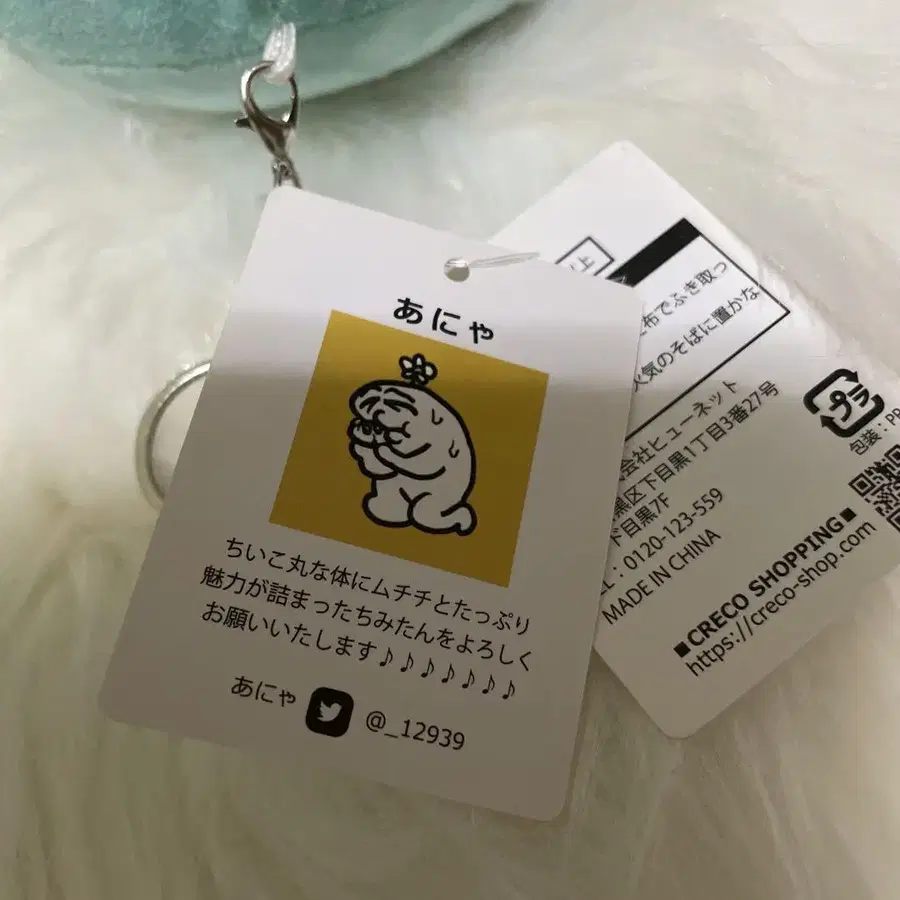 あにゃ
ちいこ丸な体にムチチとたっぷり
魅力が詰まったちみたんをよろしく
お願いいたします♪♪♪♪♪♪♪
あにゃ @_12939
止
布でふき取っ
火気のそばに置かな
会社ヒューネット
黒区下目黒1丁目3番27号
下目黒7F
: 0120-123-559
MADE IN CHINA
■CRECO SHOPPING■
https://creco-shop.com
プラ
包装：PP